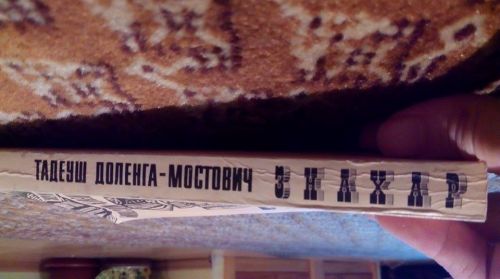 ТАДЕУШ ДОЛЕНГА-МОСТОВИЧ ЗНАХАР